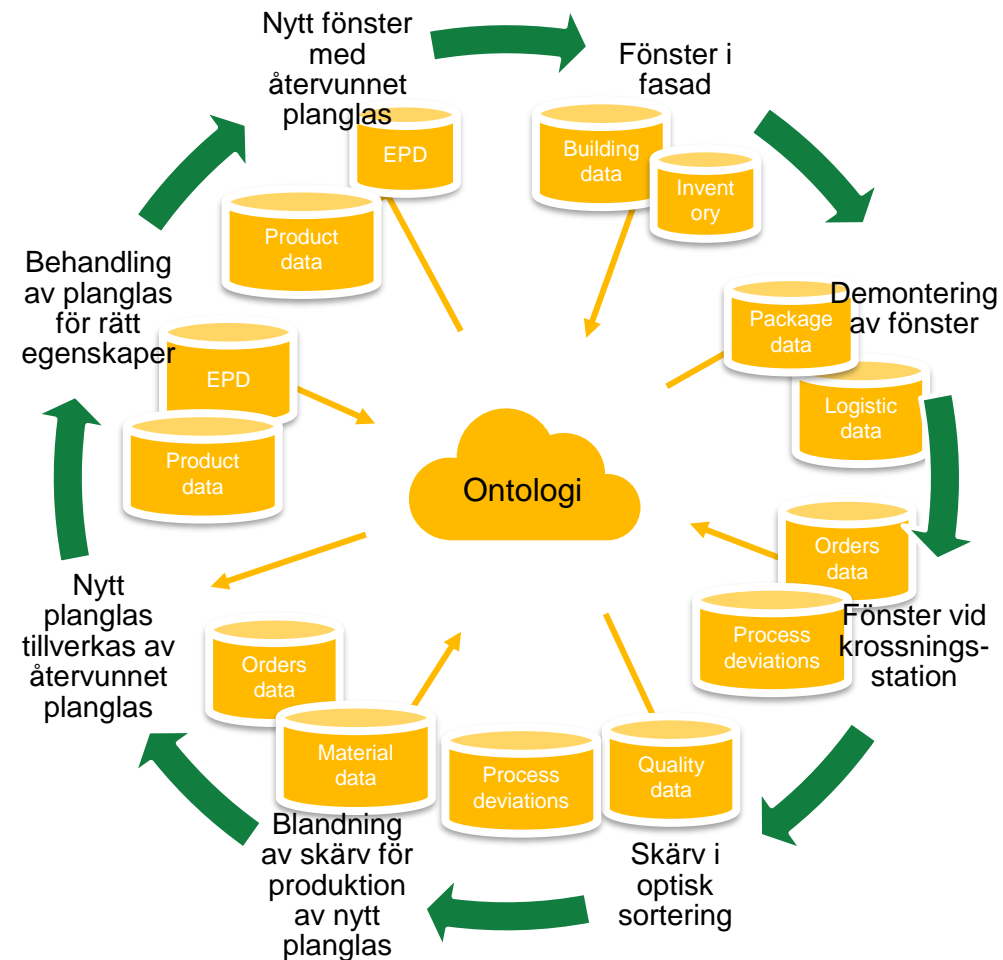 Nytt fönster
med
återvunnet
planglas
EPD
Product
data
Fönster i
fasad
Building
data
Invent
ory
Demontering
av fönster
Package
data
Logistic
data
Orders
data
Process
deviations
Fönster vid
krossnings-
station
Quality
data
Process
deviations
Skärv i
optisk
sortering
Material
data
Orders
data
Blandning
av skärv för
produktion
av nytt
planglas
Nytt
planglas
tillverkas av
återvunnet
planglas
Behandling
av planglas
för rätt
egenskaper
EPD
Product
data
Ontologi